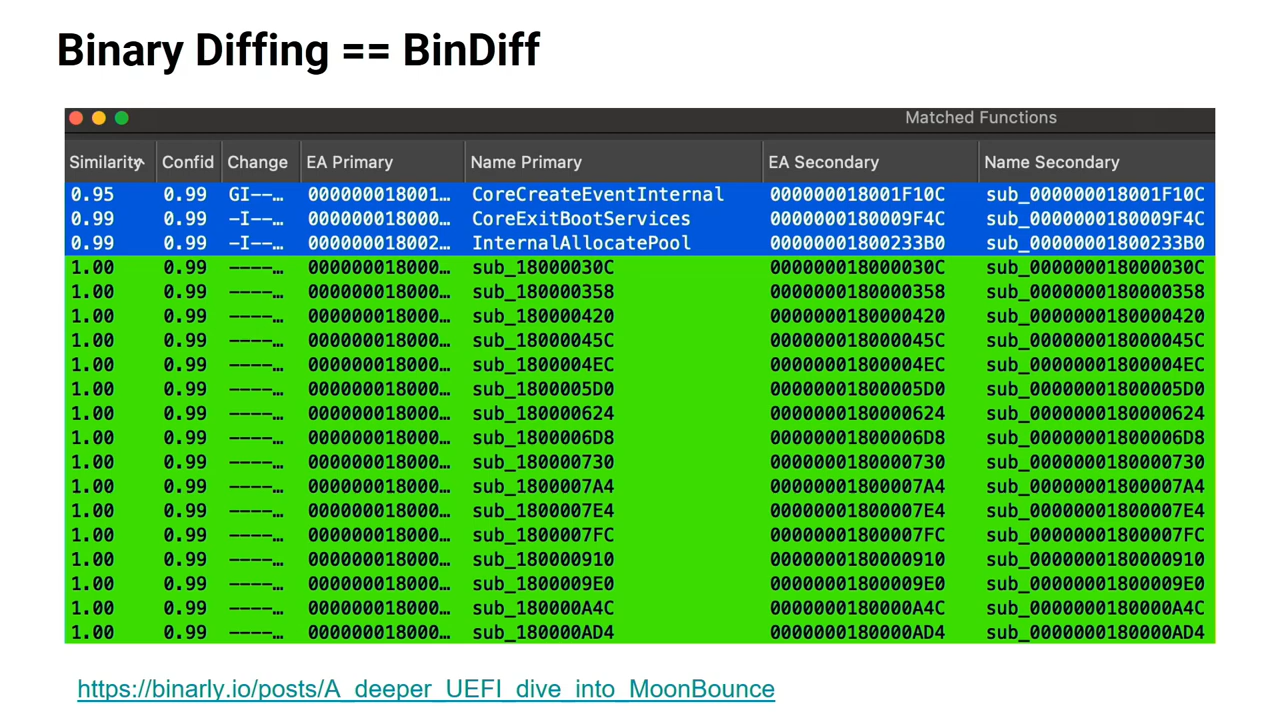 Binary Diffing == BinDiff
Matched Functions
Similarity Confid Change EA Primary Name Primary EA Secondary Name Secondary
0.95 0.99 GI--… 000000018001… CoreCreateEventInternal 000000018001F10C sub_000000018001F10C
0.99 0.99 -I--… 000000018000… CoreExitBootServices 0000000180009F4C sub_0000000180009F4C
0.99 0.99 -I--… 000000018002… InternalAllocatePool 00000001800233B0 sub_00000001800233B0
1.00 0.99 ----… 000000018000… sub_18000030C 000000018000030C sub_000000018000030C
1.00 0.99 ----… 000000018000… sub_180000358 0000000180000358 sub_0000000180000358
1.00 0.99 ----… 000000018000… sub_180000420 0000000180000420 sub_0000000180000420
1.00 0.99 ----… 000000018000… sub_18000045C 000000018000045C sub_000000018000045C
1.00 0.99 ----… 000000018000… sub_1800004EC 00000001800004EC sub_00000001800004EC
1.00 0.99 ----… 000000018000… sub_1800005D0 00000001800005D0 sub_00000001800005D0
1.00 0.99 ----… 000000018000… sub_180000624 0000000180000624 sub_0000000180000624
1.00 0.99 ----… 000000018000… sub_1800006D8 00000001800006D8 sub_00000001800006D8
1.00 0.99 ----… 000000018000… sub_180000730 0000000180000730 sub_0000000180000730
1.00 0.99 ----… 000000018000… sub_1800007A4 00000001800007A4 sub_00000001800007A4
1.00 0.99 ----… 000000018000… sub_1800007E4 00000001800007E4 sub_00000001800007E4
1.00 0.99 ----… 000000018000… sub_1800007FC 00000001800007FC sub_00000001800007FC
1.00 0.99 ----… 000000018000… sub_180000910 0000000180000910 sub_0000000180000910
1.00 0.99 ----… 000000018000… sub_1800009E0 00000001800009E0 sub_00000001800009E0
1.00 0.99 ----… 000000018000… sub_180000A4C 0000000180000A4C sub_0000000180000A4C
1.00 0.99 ----… 000000018000… sub_180000AD4 0000000180000AD4 sub_0000000180000AD4
https://binarly.io/posts/A_deeper_UEFI_dive_into_MoonBounce